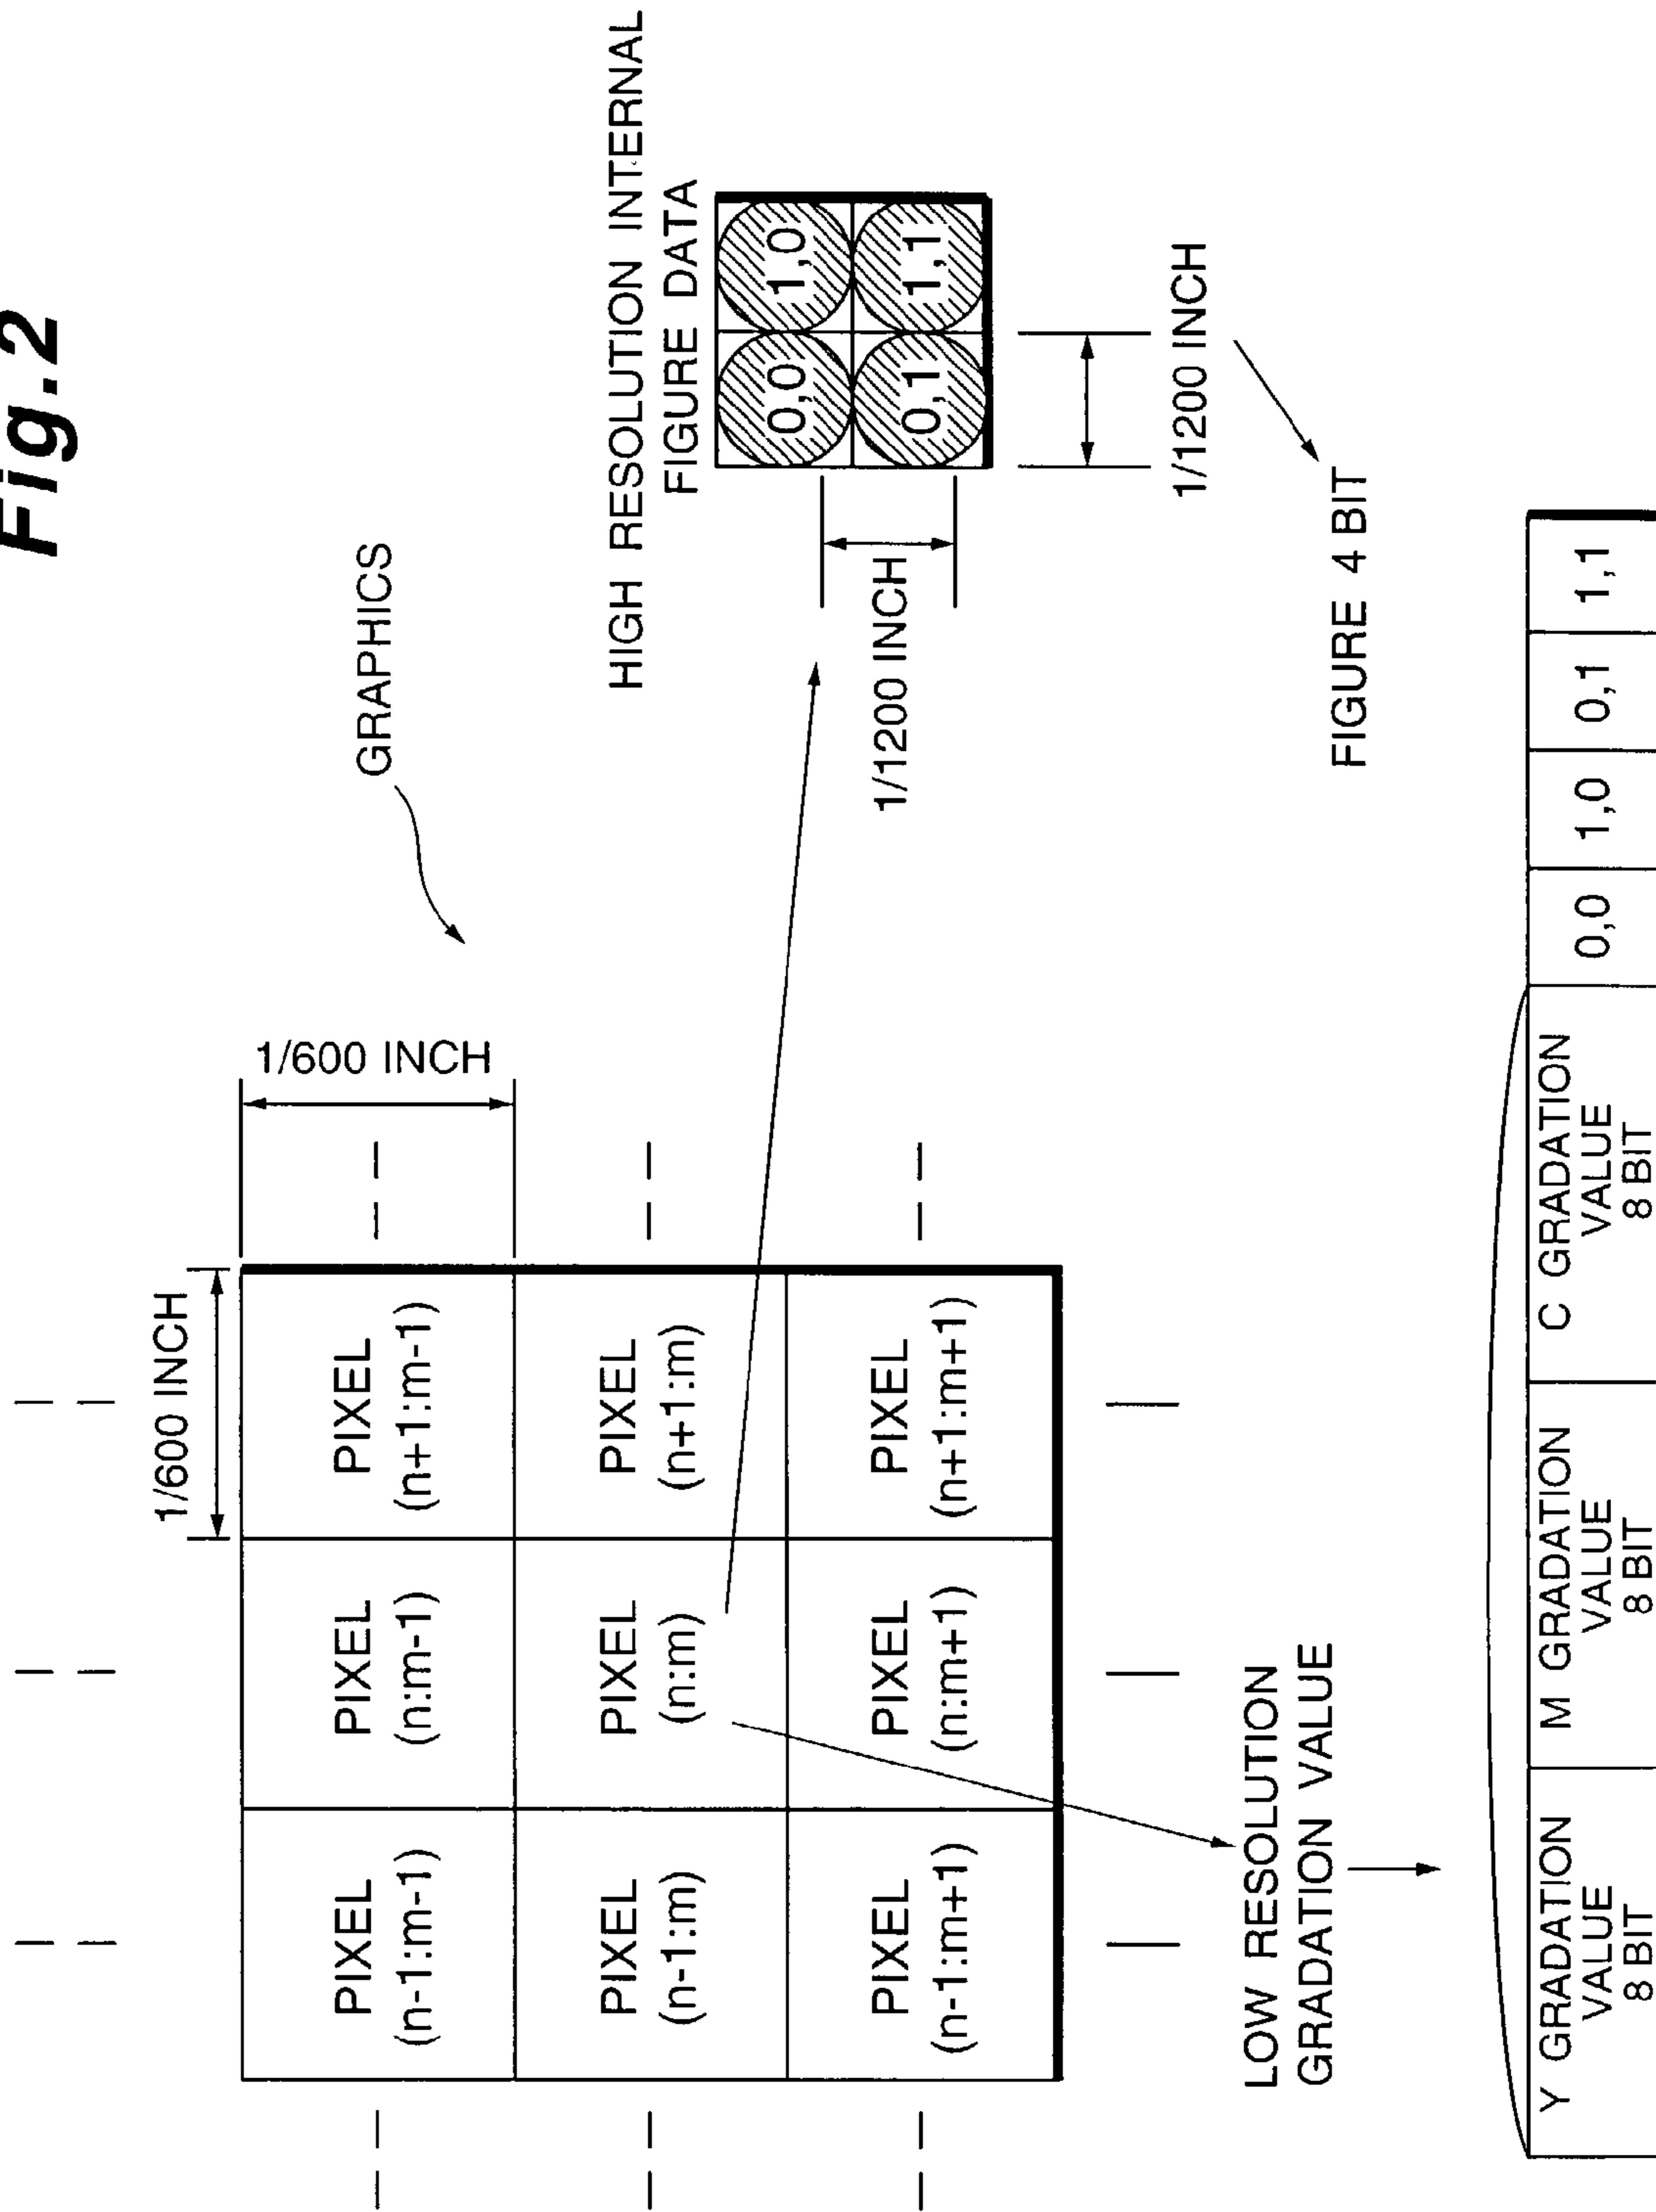 Fig.2
GRAPHICS
1/600 INCH
1/600 INCH
PIXEL
(n-1:m-1)
PIXEL
(n:m-1)
PIXEL
(n+1:m-1)
PIXEL
(n-1:m)
PIXEL
(n:m)
PIXEL
(n+1:m)
PIXEL
(n-1:m+1)
PIXEL
(n:m+1)
PIXEL
(n+1:m+1)
HIGH RESOLUTION INTERNAL
FIGURE DATA
0,0
1,0
0,1
1,1
1/1200 INCH
1/1200 INCH
LOW RESOLUTION
GRADATION VALUE
FIGURE 4 BIT
Y GRADATION
VALUE
8 BIT
M GRADATION
VALUE
8 BIT
C GRADATION
VALUE
8 BIT
0,0
1,0
0,1
1,1